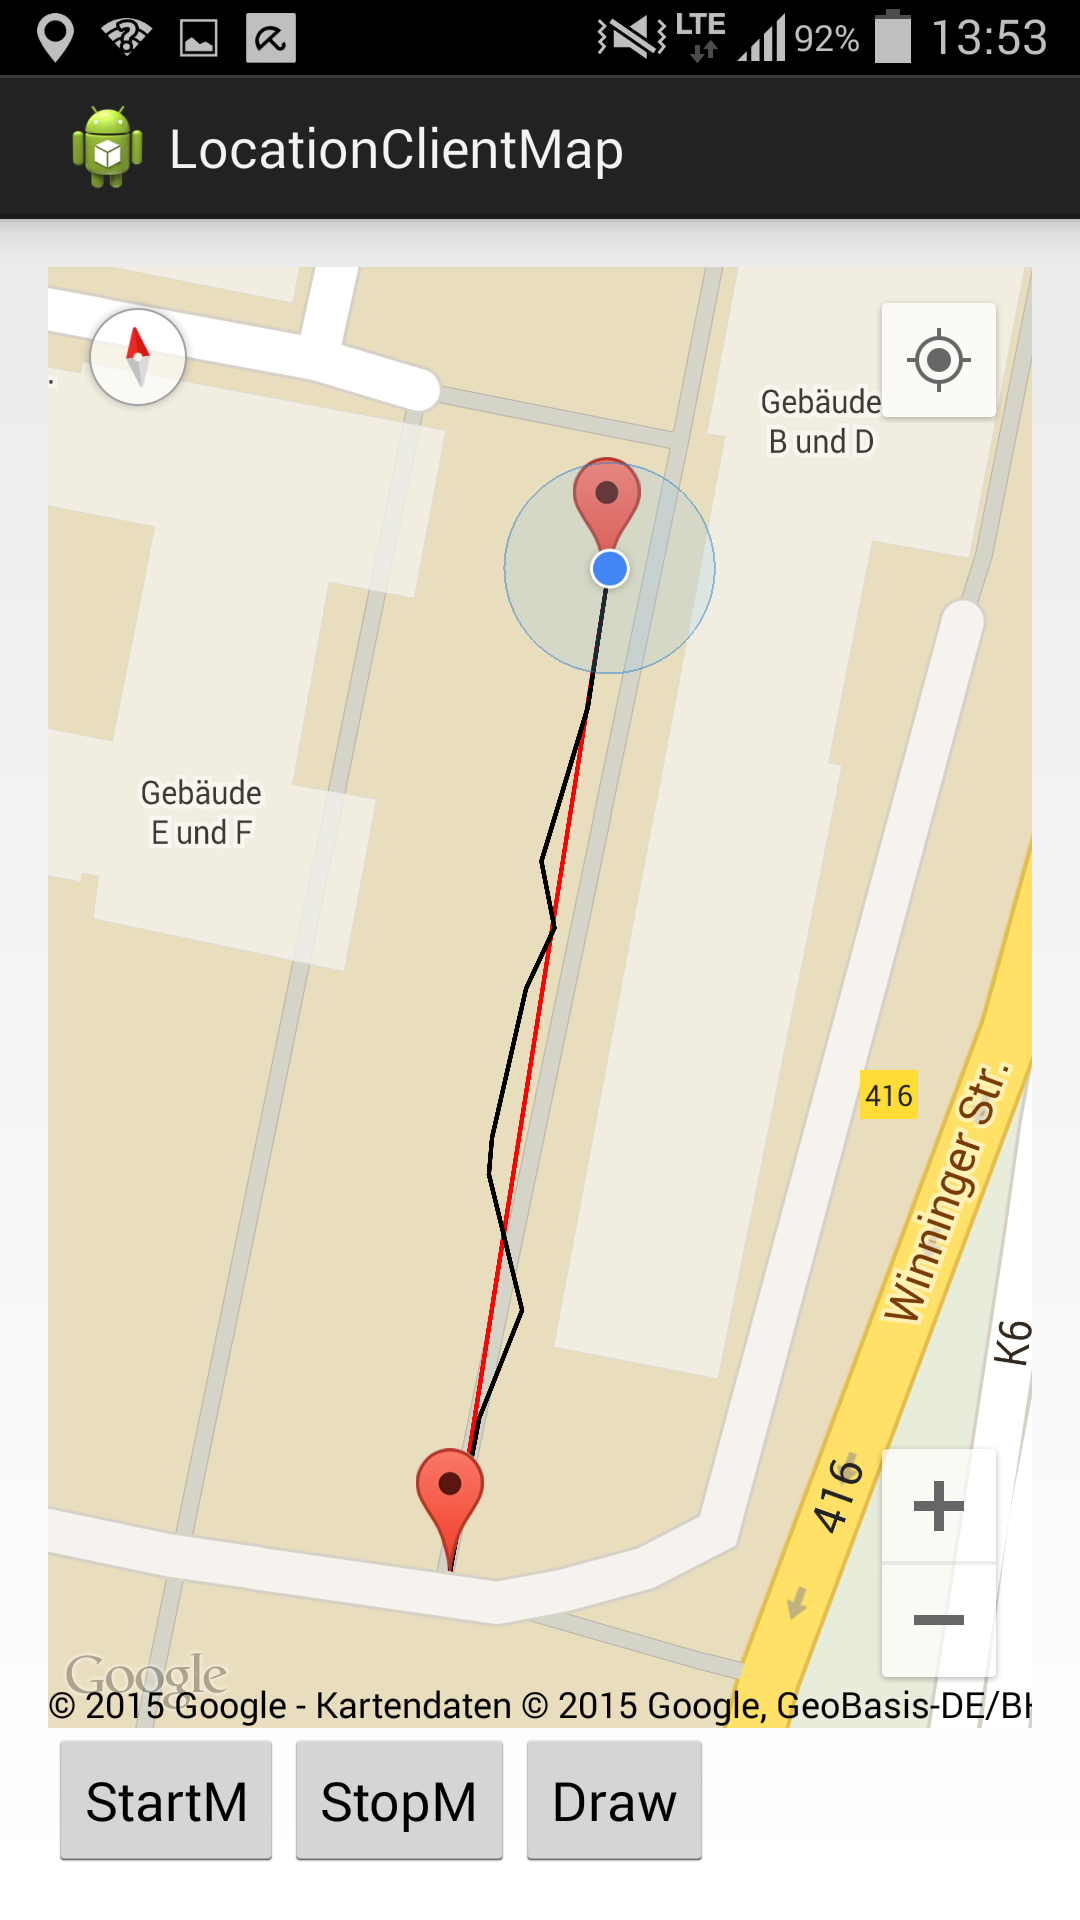 92% 13:53
LTE
LocationClientMap
Gebäude
B und D
Gebäude
E und F
416
Winninger Str.
K6
416
Google
© 2015 Google - Kartendaten © 2015 Google, GeoBasis-DE/BK
StartM StopM Draw